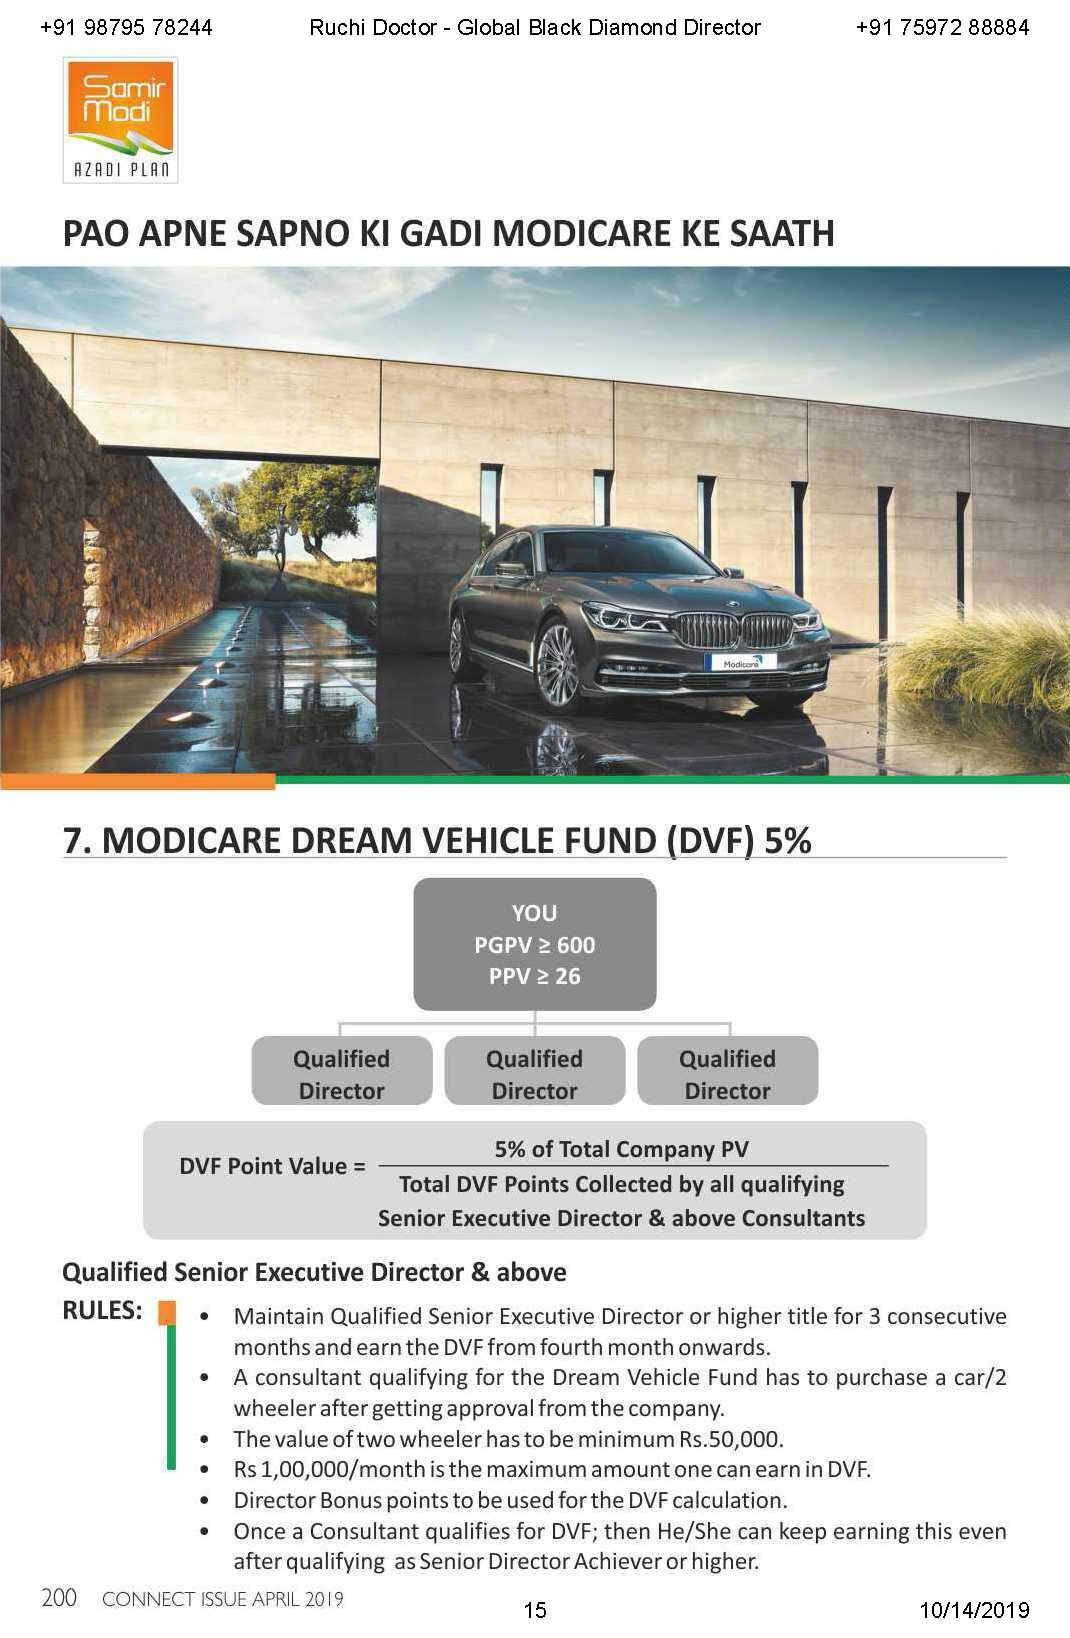 +91 98795 78244 Ruchi Doctor - Global Black Diamond Director +91 75972 88884
Samir
Modi
AZADI PLAN
PAO APNE SAPNO KI GADI MODICARE KE SAATH
Modicare
7. MODICARE DREAM VEHICLE FUND (DVF) 5%
YOU
PGPV ≥ 600
PPV ≥ 26
Qualified Director
Qualified Director
Qualified Director
DVF Point Value =
5% of Total Company PV
Total DVF Points Collected by all qualifying
Senior Executive Director & above Consultants
Qualified Senior Executive Director & above
RULES:
• Maintain Qualified Senior Executive Director or higher title for 3 consecutive
months and earn the DVF from fourth month onwards.
• A consultant qualifying for the Dream Vehicle Fund has to purchase a car/2
wheeler after getting approval from the company.
• The value of two wheeler has to be minimum Rs.50,000.
• Rs 1,00,000/month is the maximum amount one can earn in DVF.
• Director Bonus points to be used for the DVF calculation.
• Once a Consultant qualifies for DVF; then He/She can keep earning this even
after qualifying as Senior Director Achiever or higher.
200 CONNECT ISSUE APRIL 2019
15 10/14/2019